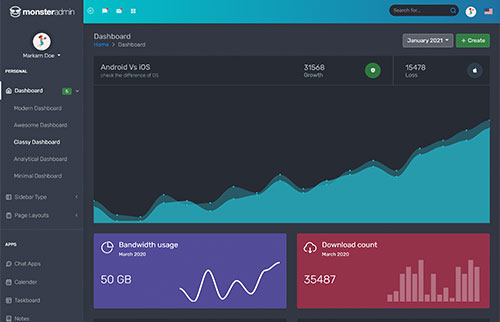 monsteradmin
Search for...
Markarn Doe
PERSONAL
Dashboard 6
Modern Dashboard
Awesome Dashboard
Classy Dashboard
Analytical Dashboard
Minimal Dashboard
Sidebar Type
Page Layouts
APPS
Chat Apps
Calender
Taskboard
Notes
Dashboard
Home > Dashboard
January 2021
+ Create
Android Vs iOS
check the difference of OS
31568
Growth
15478
Loss
Bandwidth usage
March 2020
50 GB
Download count
March 2020
35487